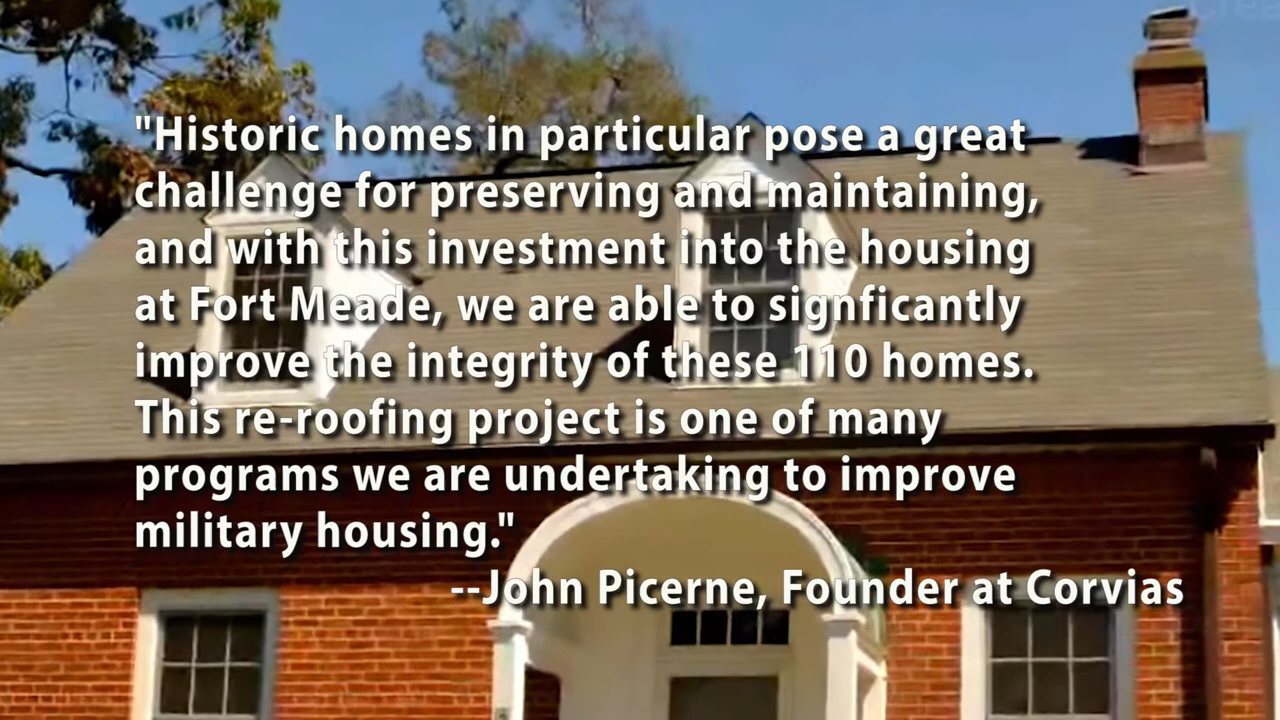 "Historic homes in particular pose a great
challenge for preserving and maintaining,
and with this investment into the housing
at Fort Meade, we are able to signficantly
improve the integrity of these 110 homes.
This re-roofing project is one of many
programs we are undertaking to improve
military housing."
--John Picerne, Founder at Corvias